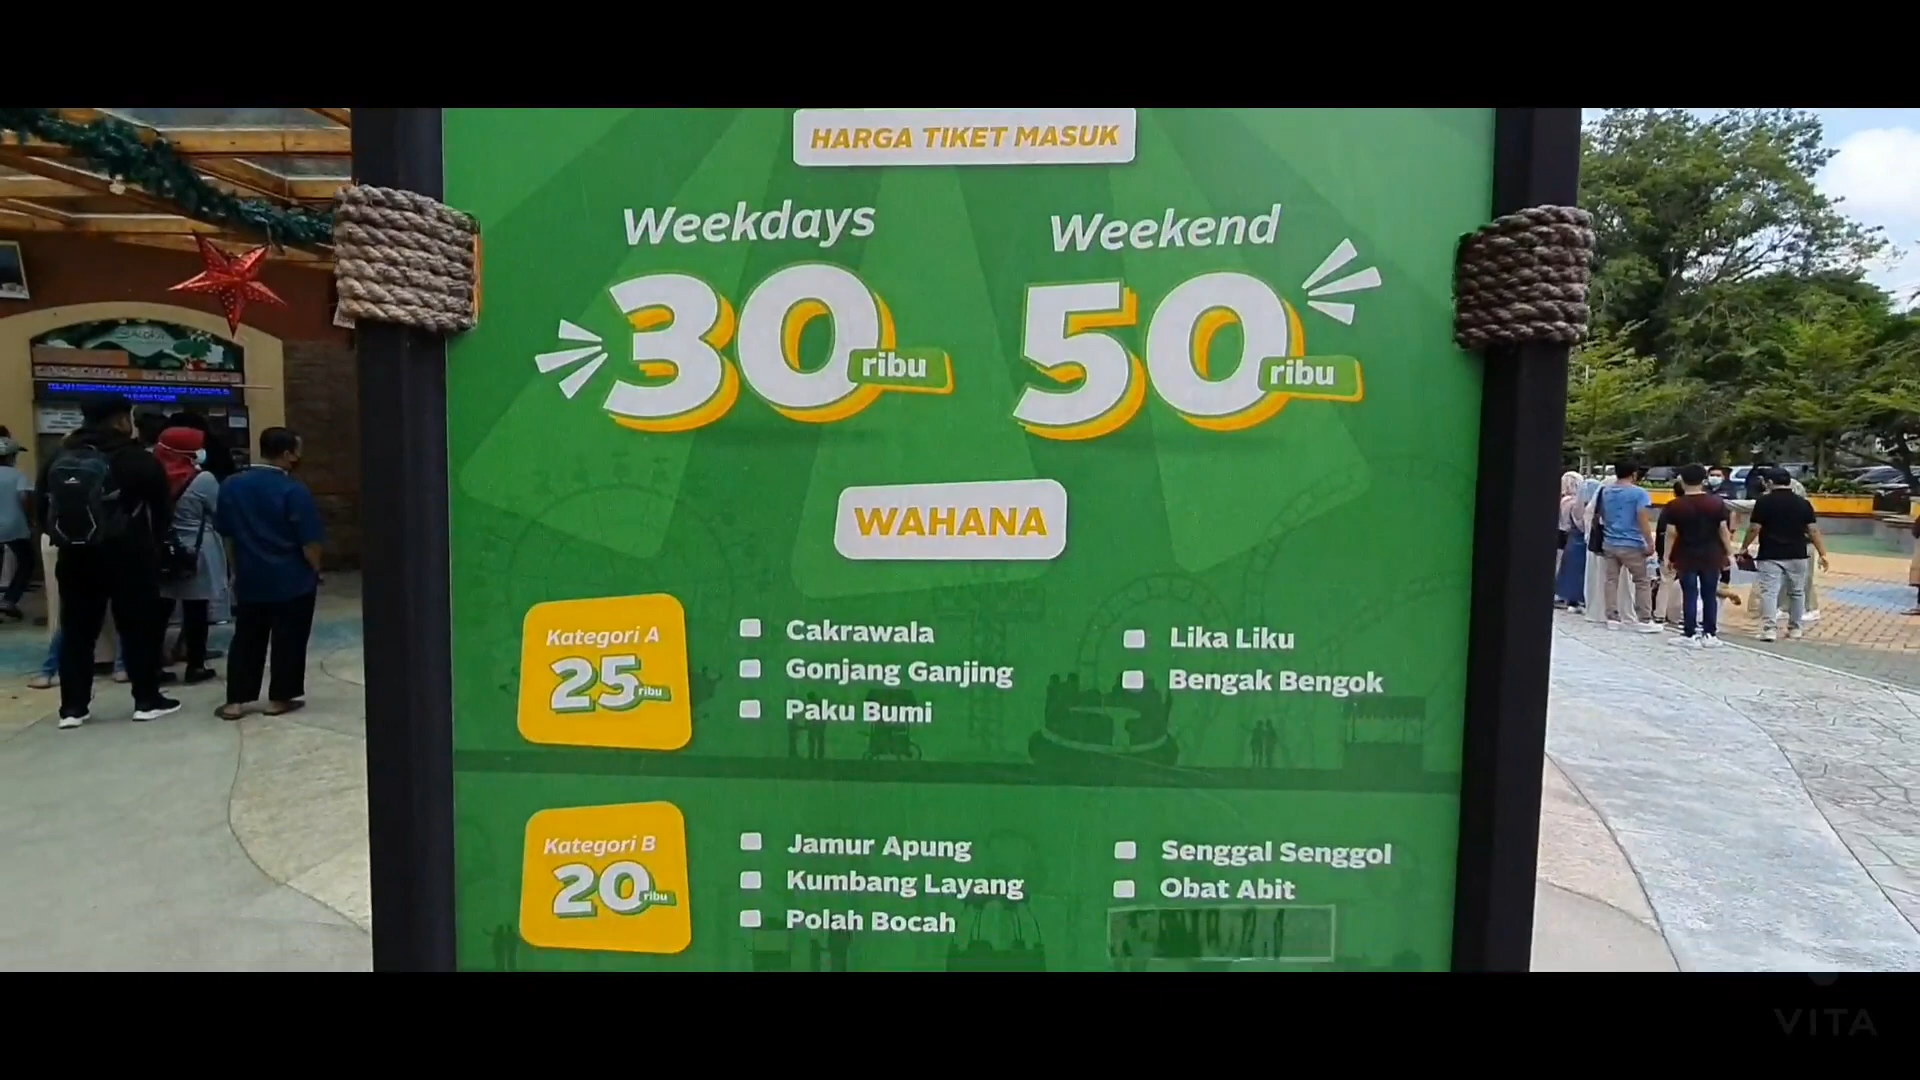 HARGA TIKET MASUK
Weekdays
30 ribu
Weekend
50 ribu
WAHANA
Kategori A
25 ribu
Cakrawala
Gonjang Ganjing
Paku Bumi
Lika Liku
Bengak Bengok
Kategori B
20 ribu
Jamur Apung
Kumbang Layang
Polah Bocah
Senggal Senggol
Obat Abit
VITA